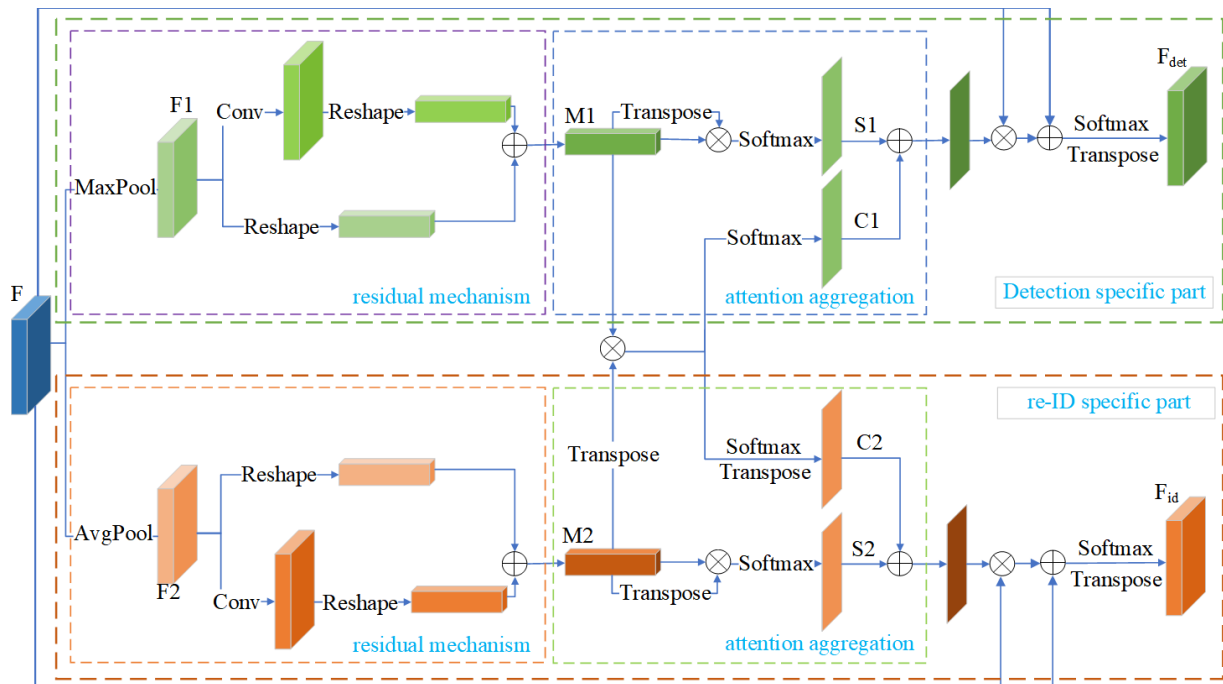 F
MaxPool
F1
Conv
Reshape
Reshape
residual mechanism
M1
Transpose
Softmax
S1
Softmax
C1
attention aggregation
F_det
Softmax
Transpose
Detection specific part
AvgPool
F2
Reshape
Conv
Reshape
residual mechanism
Transpose
M2
Transpose
Softmax
Transpose
C2
Softmax
S2
attention aggregation
re-ID specific part
F_id
Softmax
Transpose